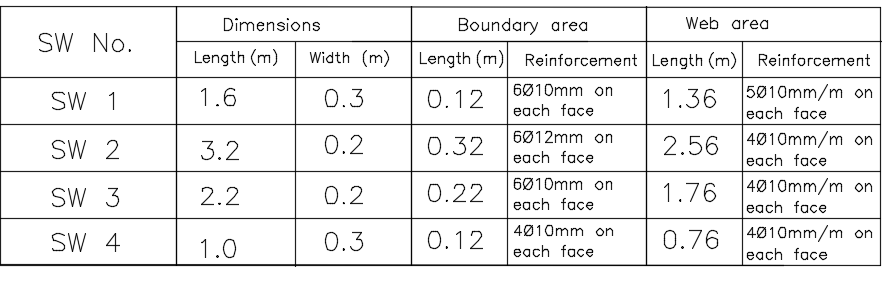 SW No. Dimensions Boundary area Web area
Length (m) Width (m) Length (m) Reinforcement Length (m) Reinforcement
SW 1 1.6 0.3 0.12 6Ø10mm on each face 1.36 5Ø10mm/m on each face
SW 2 3.2 0.2 0.32 6Ø12mm on each face 2.56 4Ø10mm/m on each face
SW 3 2.2 0.2 0.22 6Ø10mm on each face 1.76 4Ø10mm/m on each face
SW 4 1.0 0.3 0.12 4Ø10mm on each face 0.76 4Ø10mm/m on each face